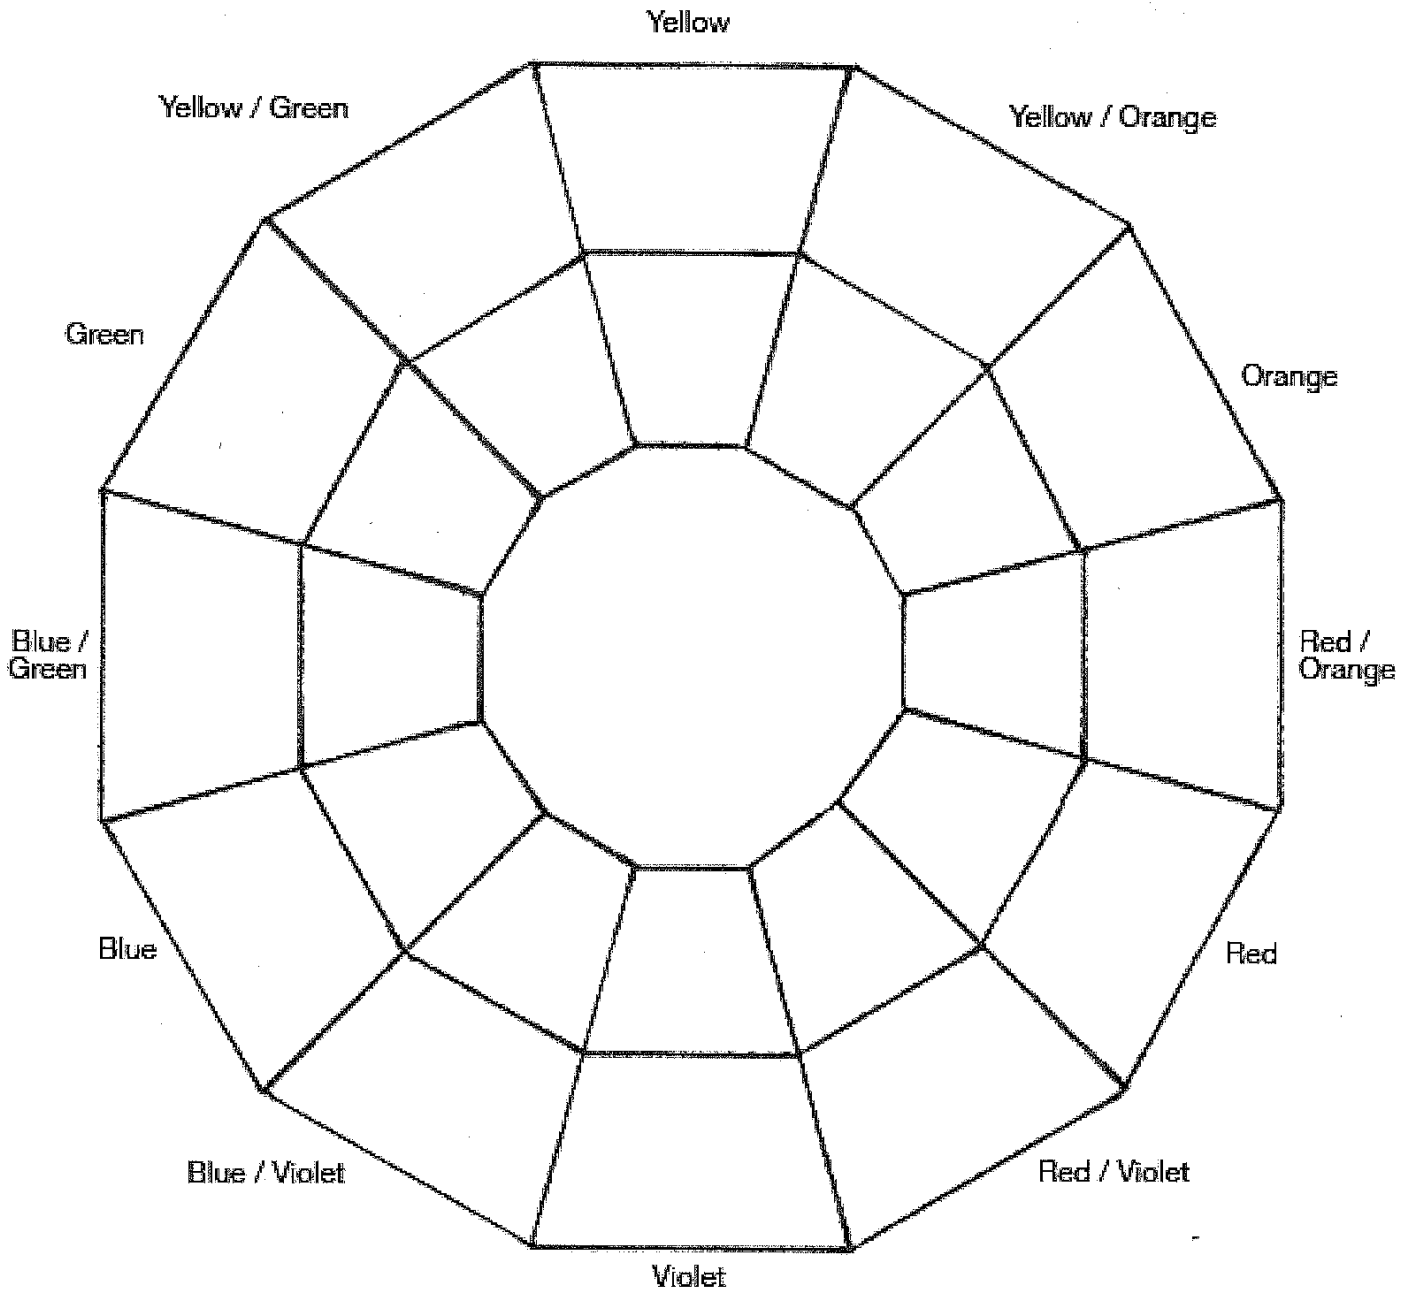 Yellow
Yellow / Green
Yellow / Orange
Green
Orange
Blue /
Green
Red /
Orange
Blue
Red
Blue / Violet
Red / Violet
Violet